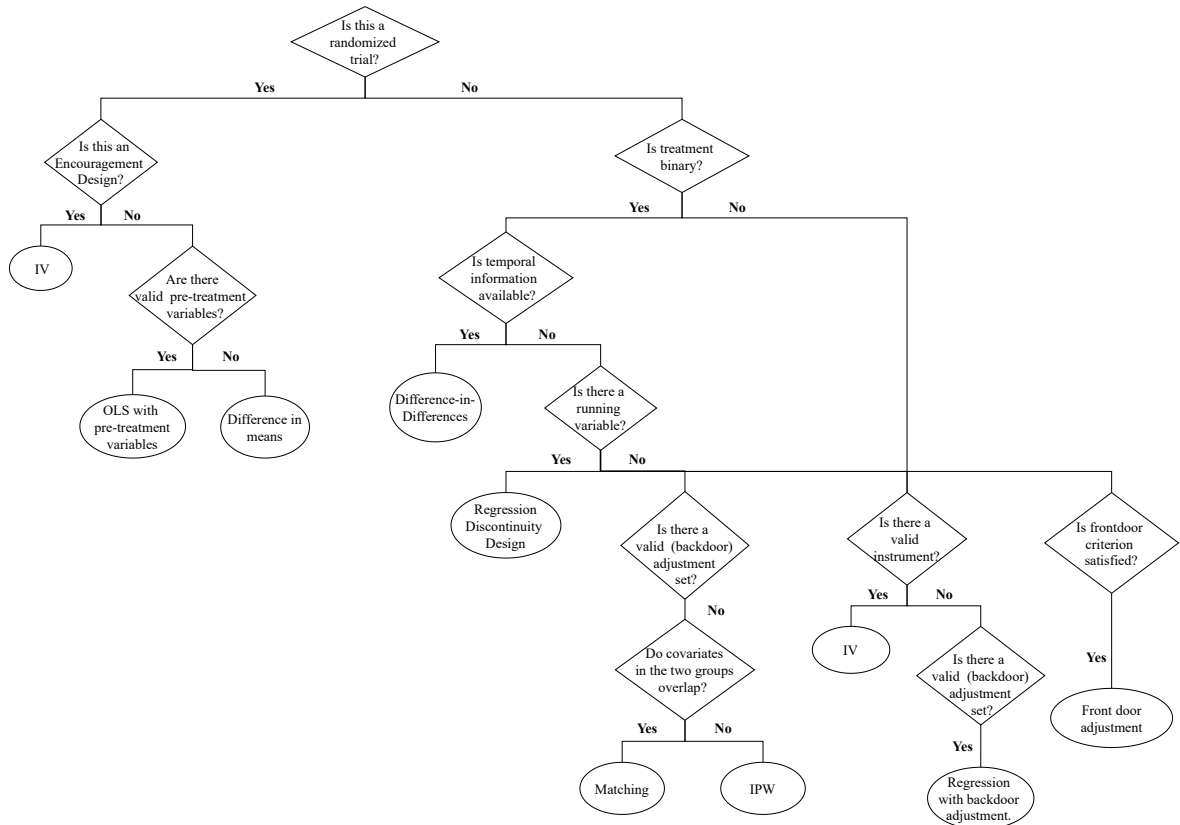 Is this a
randomized
trial?
Yes
No
Is this an
Encouragement
Design?
Is treatment
binary?
Yes
No
Yes
No
IV
Are there
valid pre-treatment
variables?
Is temporal
information
available?
Yes
No
Yes
No
OLS with
pre-treatment
variables
Difference in
means
Difference-in-
Differences
Is there a
running
variable?
Yes
No
Regression
Discontinuity
Design
Is there a
valid (backdoor)
adjustment
set?
Is there a
valid
instrument?
Is frontdoor
criterion
satisfied?
No
Yes
No
Do covariates
in the two groups
overlap?
IV
Is there a
valid (backdoor)
adjustment
set?
Yes
Front door
adjustment
Yes
No
Yes
Matching
IPW
Regression
with backdoor
adjustment.